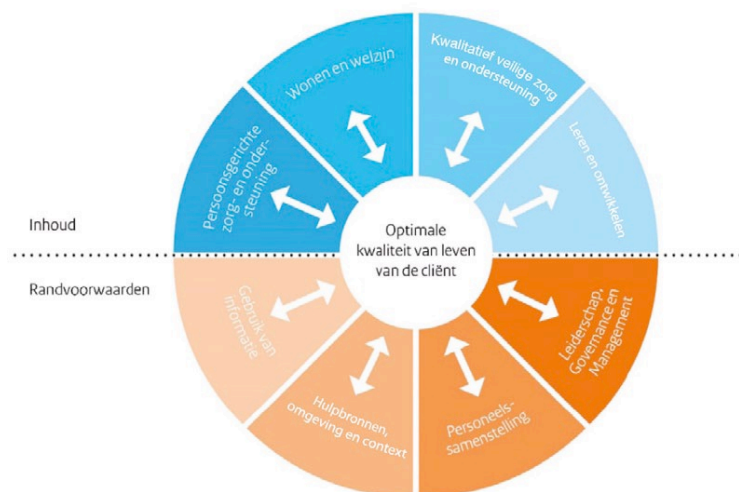 Wonen en welzijn
Kwalitatief veilige zorg
en ondersteuning
Persoonsgerichte
zorg- en onder-
steuning
Leren en ontwikkelen
Inhoud
Optimale
kwaliteit van leven
van de cliënt
Randvoorwaarden
Gebruik van
informatie
Leiderschap,
Governance en
Management
Hulpbronnen,
omgeving en context
Personeels-
samenstelling